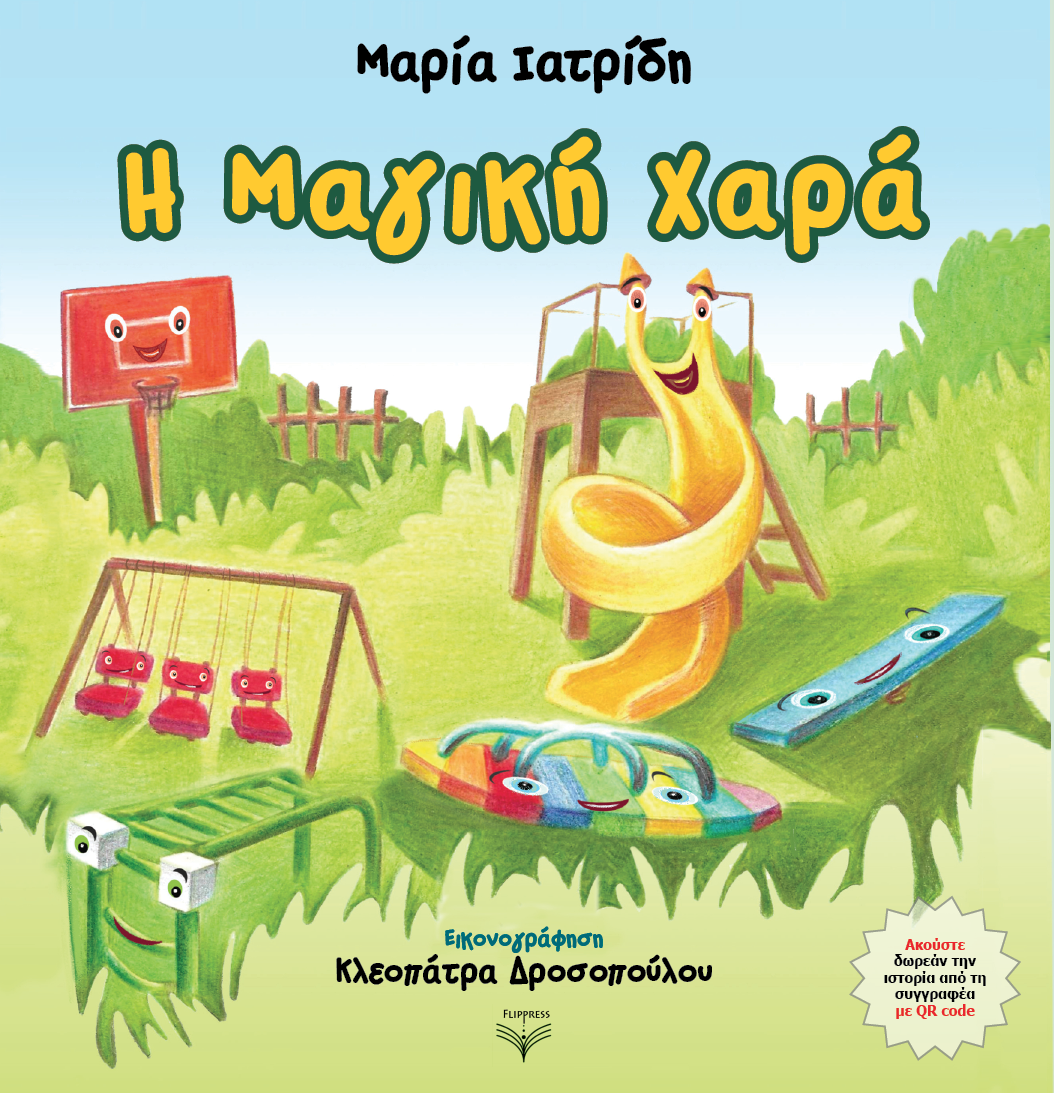 Μαρία Ιατρίδη
Η Μαγική Χαρά
Εικονογράφηση
Κλεοπάτρα Δροσοπούλου
FLIPPRESS
Ακούστε
δωρεάν την
ιστορία από τη
συγγραφέα
με QR code